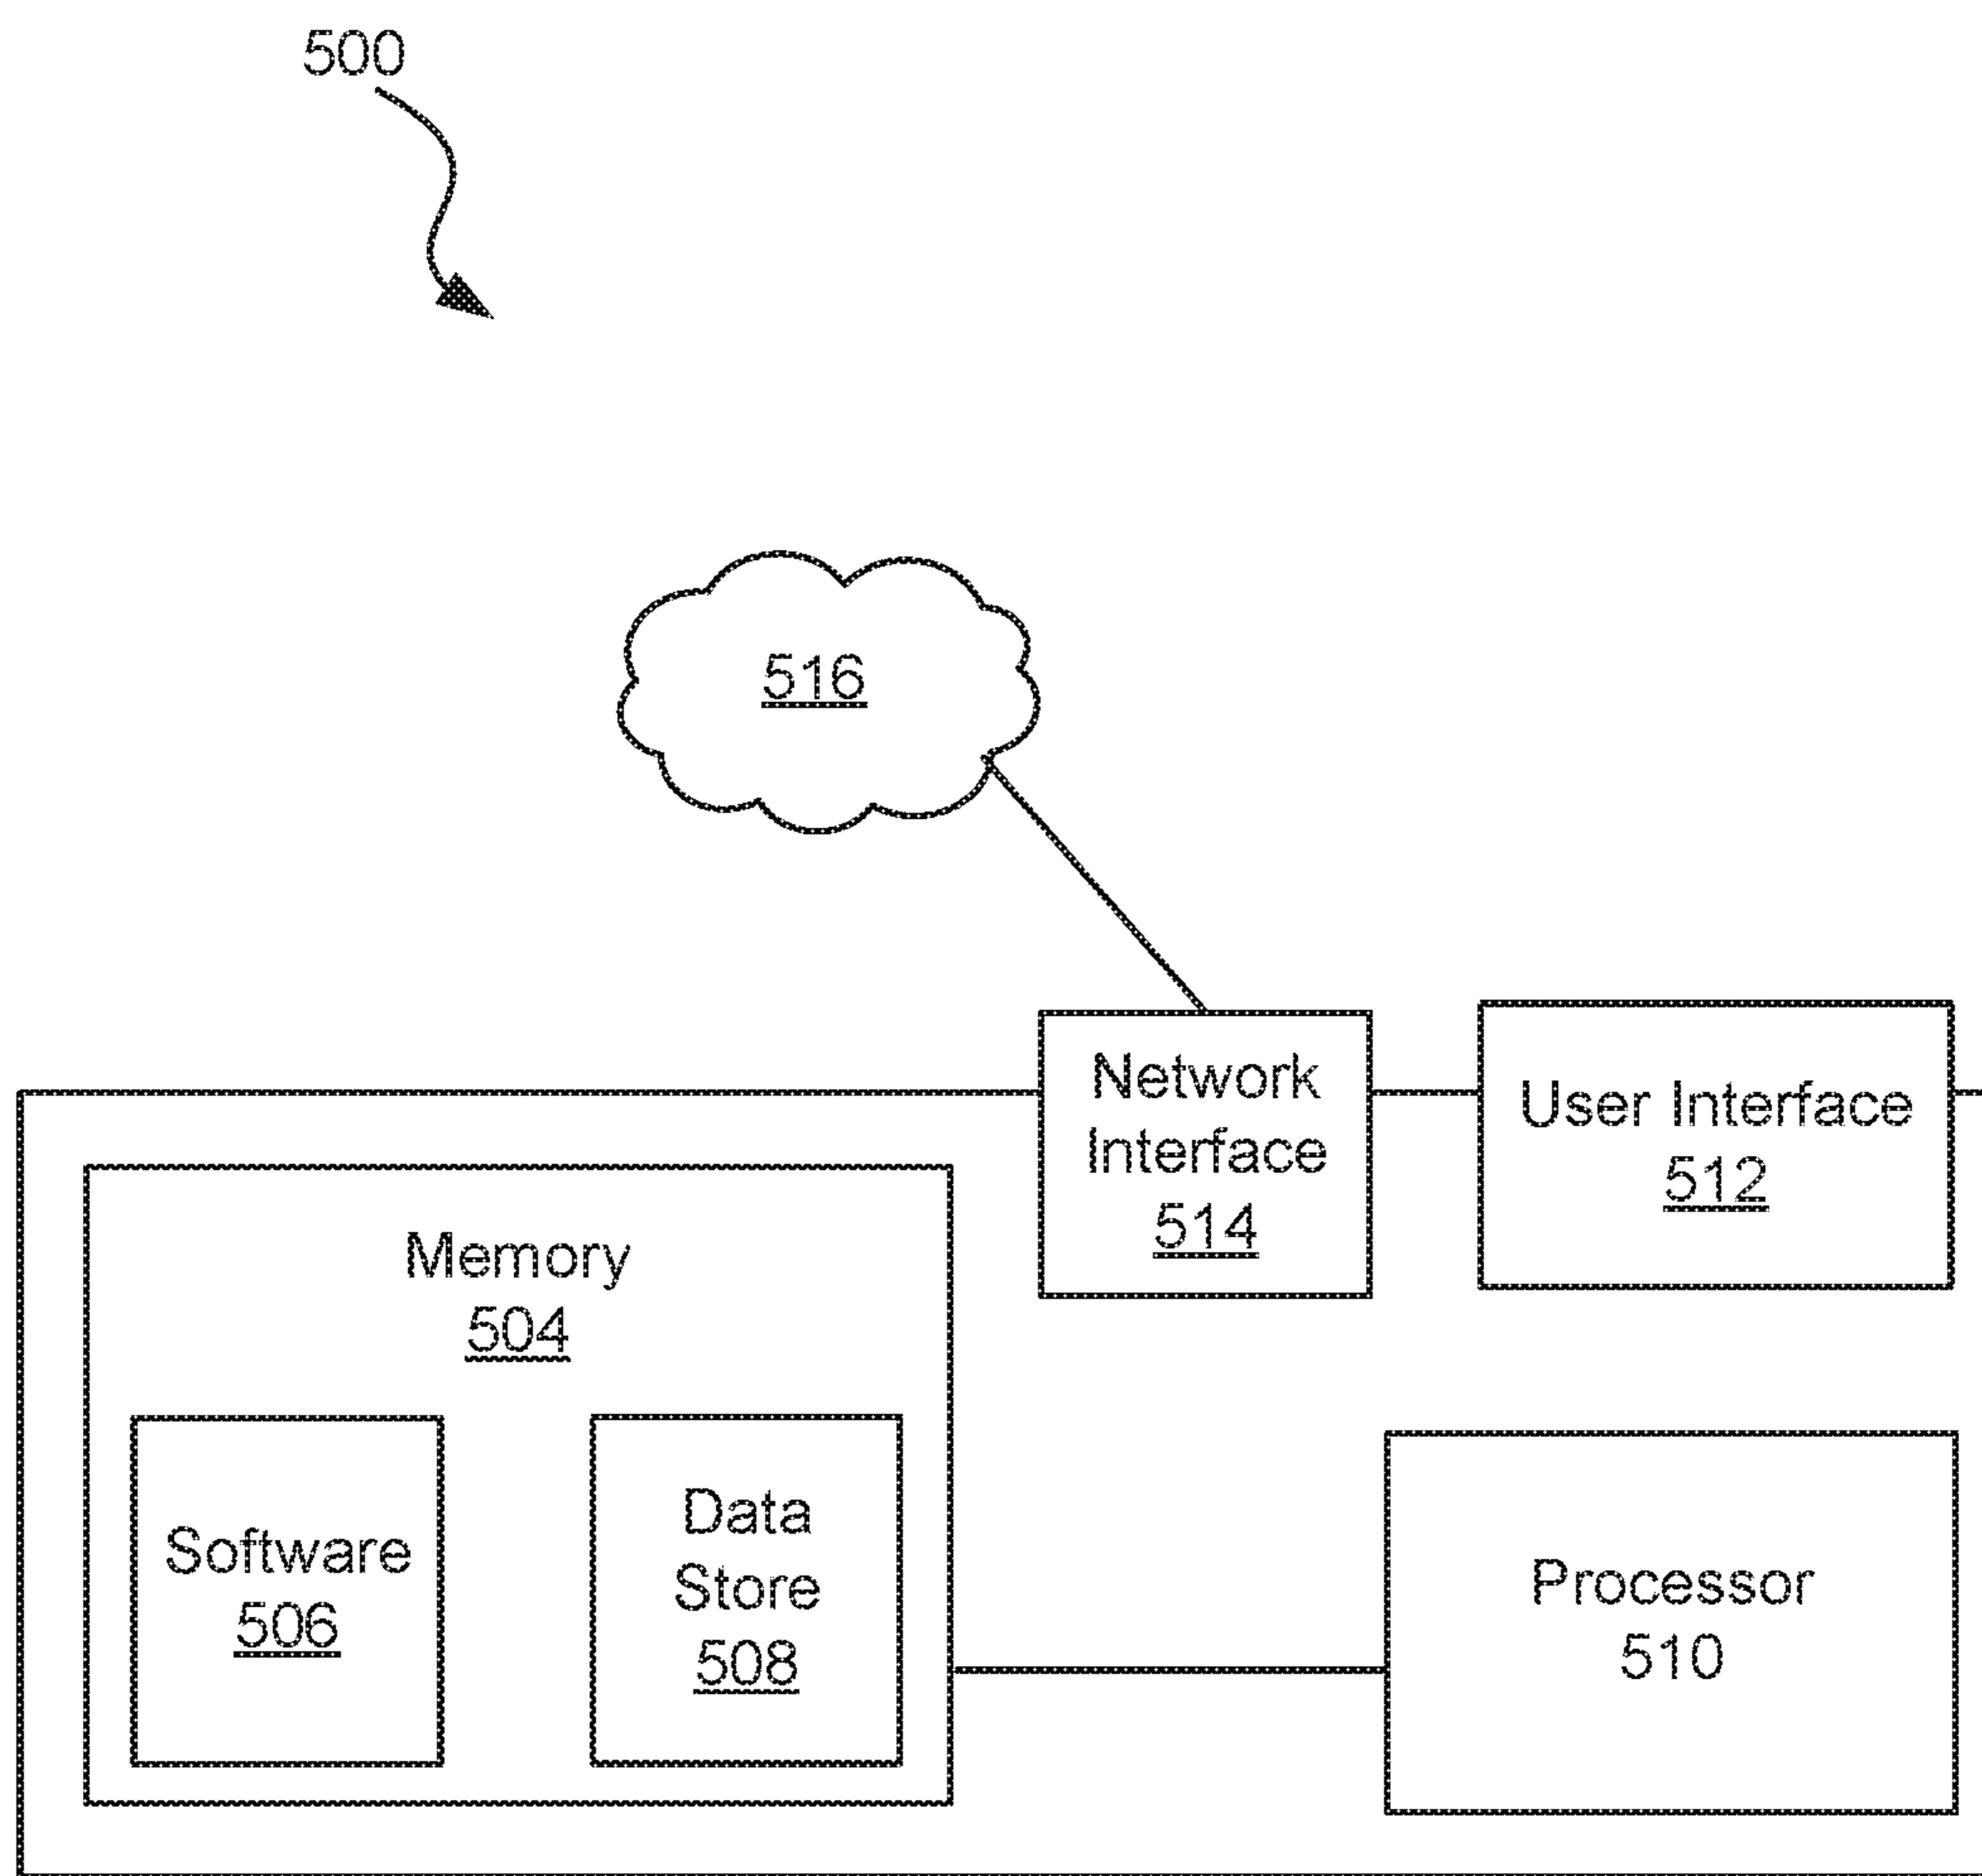 500
516
Network
Interface
514
User Interface
512
Memory
504
Software
506
Data
Store
508
Processor
510